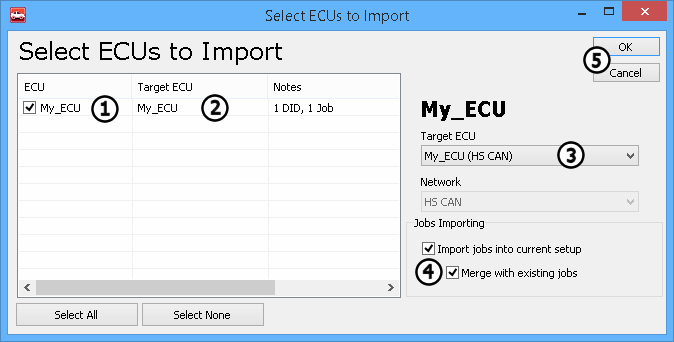 Select ECUs to Import
Select ECUs to Import
5 OK
Cancel
ECU Target ECU Notes
My_ECU 1 My_ECU 2 1 DID, 1 Job
My_ECU
Target ECU
My_ECU (HS CAN) 3
Network
HS CAN
Jobs Importing
Import jobs into current setup
4 Merge with existing jobs
Select All Select None